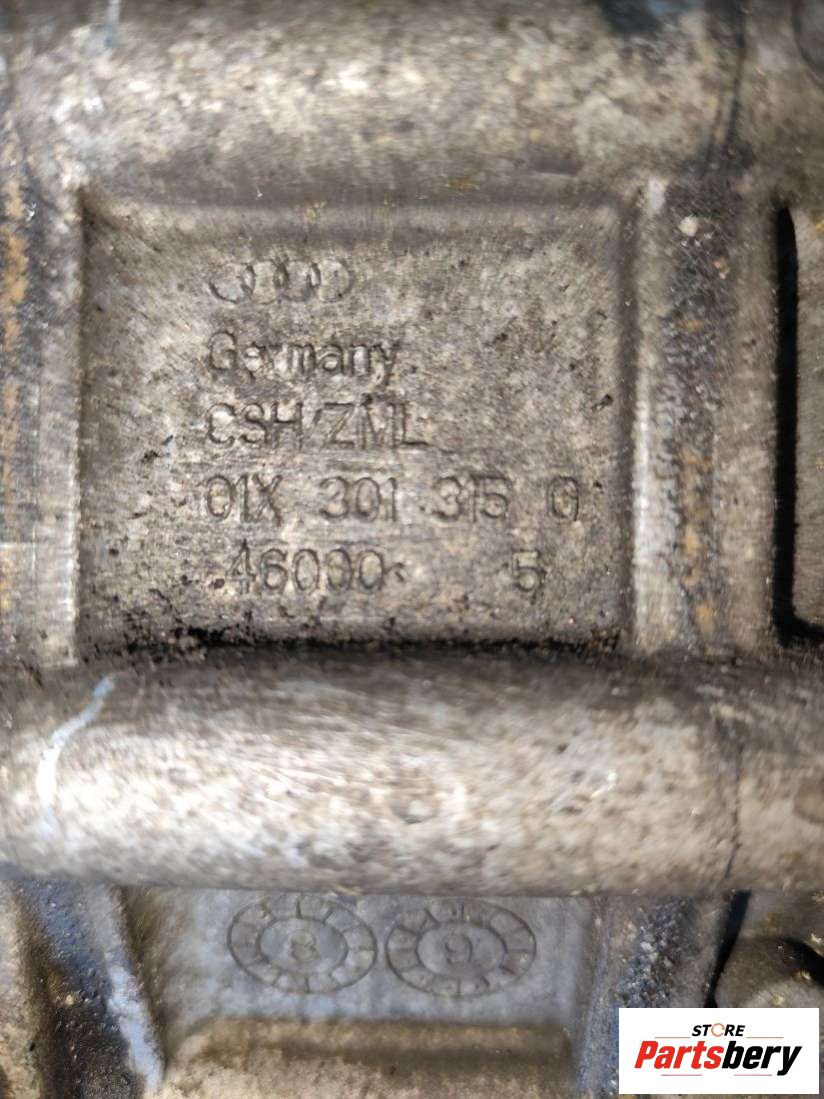 Germany
CSH/ZML
01X 301 315 G
46000 5
8 9
STORE
Partsbery